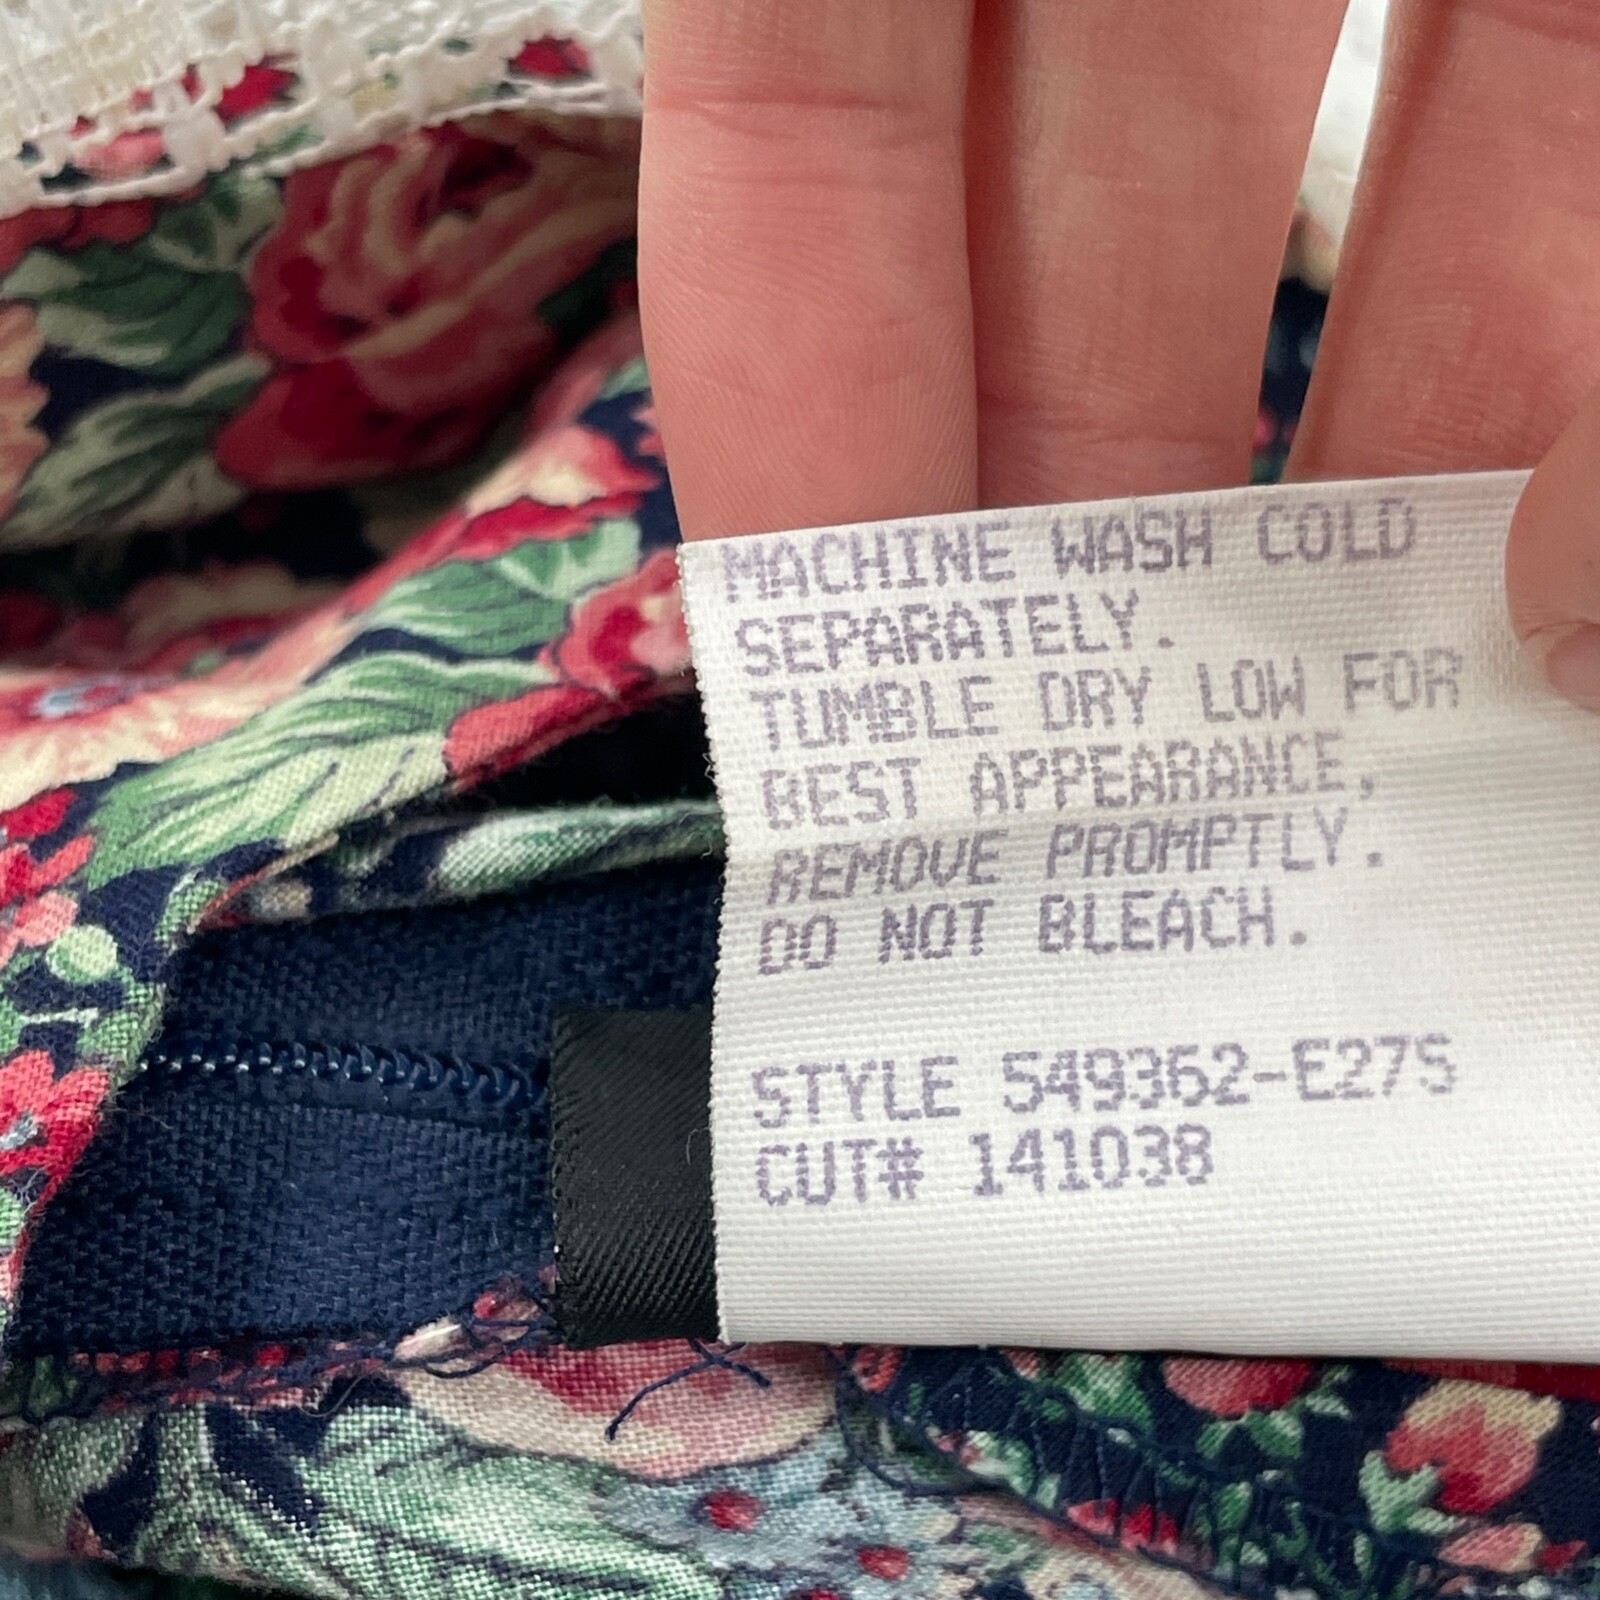 MACHINE WASH COLD
SEPARATELY.
TUMBLE DRY LOW FOR
BEST APPEARANCE,
REMOVE PROMPTLY.
DO NOT BLEACH.
STYLE 549362-E27S
CUT# 141038